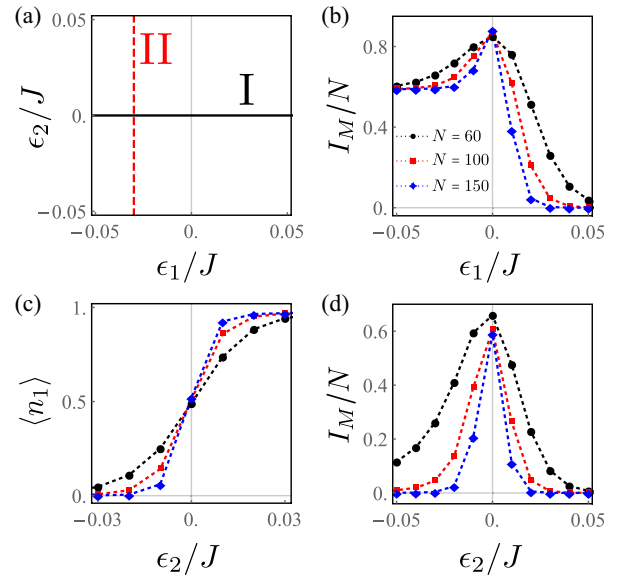 (a)
0.05
0.
−0.05
ϵ2/J
II
I
−0.05 0. 0.05
ϵ1/J
(b)
0.8
0.4
0.
I_M/N
N = 60
N = 100
N = 150
−0.05 0. 0.05
ϵ1/J
(c)
1.
0.5
0.
⟨n1⟩
−0.03 0. 0.03
ϵ2/J
(d)
0.6
0.4
0.2
0.
I_M/N
−0.05 0. 0.05
ϵ2/J